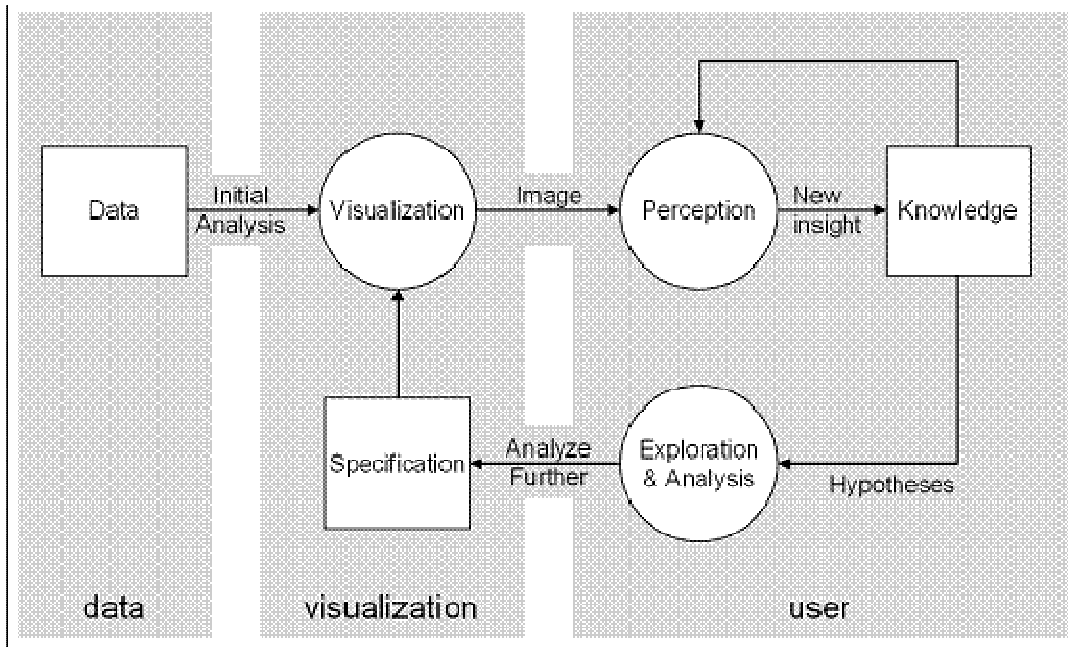 Data
Initial
Analysis
Visualization
Image
Perception
New
insight
Knowledge
Specification
Analyze
Further
Exploration
& Analysis
Hypotheses
data
visualization
user